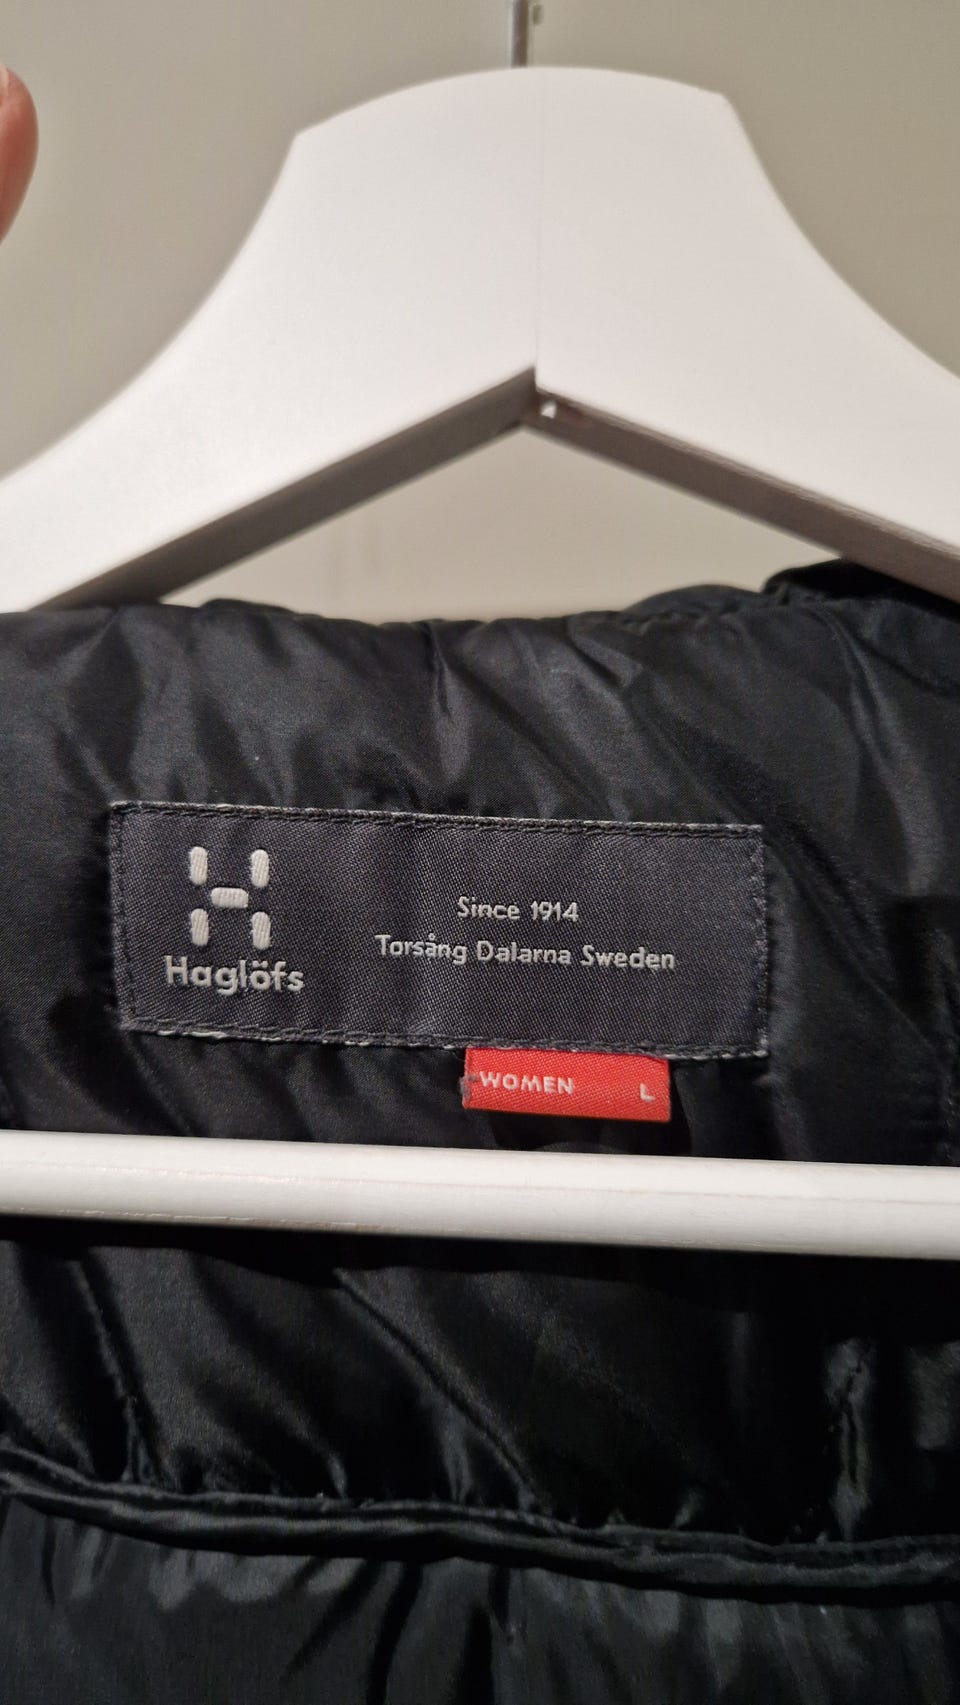 Haglöfs
Since 1914
Torsång Dalarna Sweden
WOMEN L